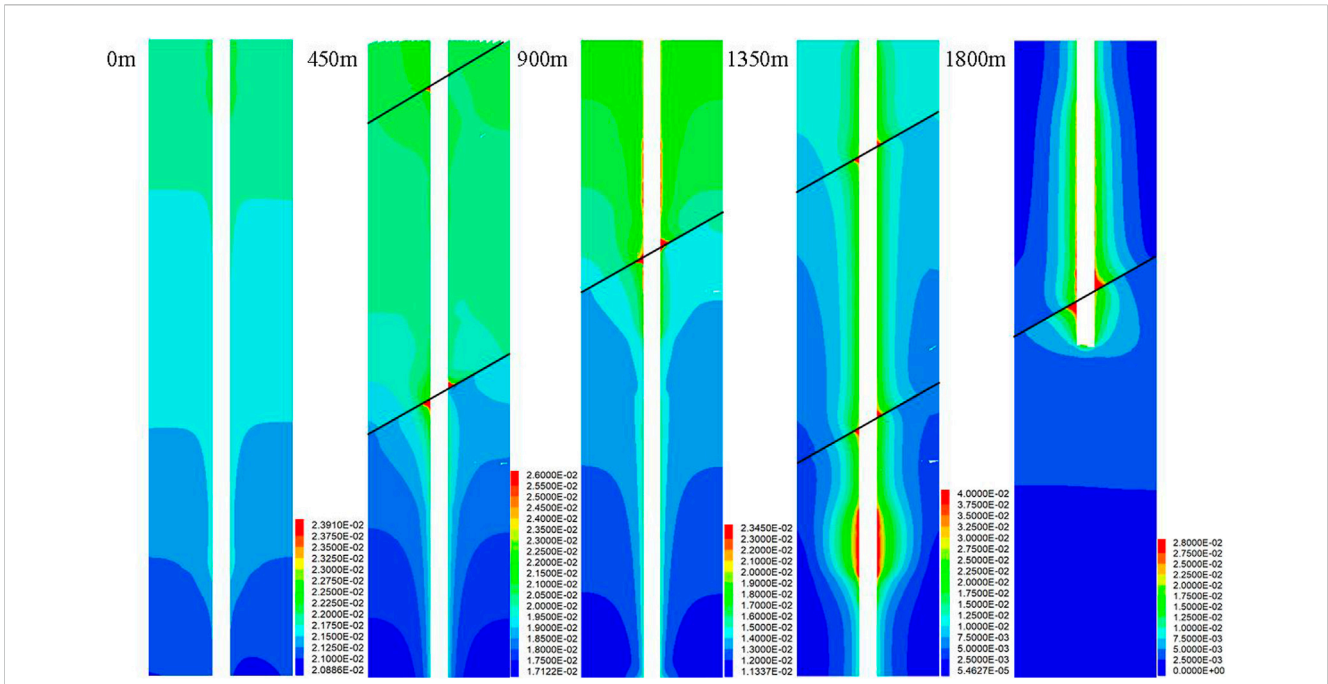 0m
450m
900m
1350m
1800m
2.3910E-02
2.3750E-02
2.3500E-02
2.3250E-02
2.3000E-02
2.2750E-02
2.2500E-02
2.2250E-02
2.2000E-02
2.1750E-02
2.1500E-02
2.1250E-02
2.1000E-02
2.0886E-02
2.6000E-02
2.5500E-02
2.5000E-02
2.4500E-02
2.4000E-02
2.3500E-02
2.3000E-02
2.2500E-02
2.2000E-02
2.1500E-02
2.1000E-02
2.0500E-02
2.0000E-02
1.9500E-02
1.9000E-02
1.8500E-02
1.8000E-02
1.7500E-02
1.7122E-02
2.3450E-02
2.3000E-02
2.2000E-02
2.1000E-02
2.0000E-02
1.9000E-02
1.8000E-02
1.7000E-02
1.6000E-02
1.5000E-02
1.4000E-02
1.3000E-02
1.2000E-02
1.1337E-02
4.0000E-02
3.7500E-02
3.5000E-02
3.2500E-02
3.0000E-02
2.7500E-02
2.5000E-02
2.2500E-02
2.0000E-02
1.7500E-02
1.5000E-02
1.2500E-02
1.0000E-02
7.5000E-03
5.0000E-03
2.5000E-03
5.4627E-05
2.8000E-02
2.7500E-02
2.5000E-02
2.2500E-02
2.0000E-02
1.7500E-02
1.5000E-02
1.2500E-02
1.0000E-02
7.5000E-03
5.0000E-03
2.5000E-03
0.0000E+00